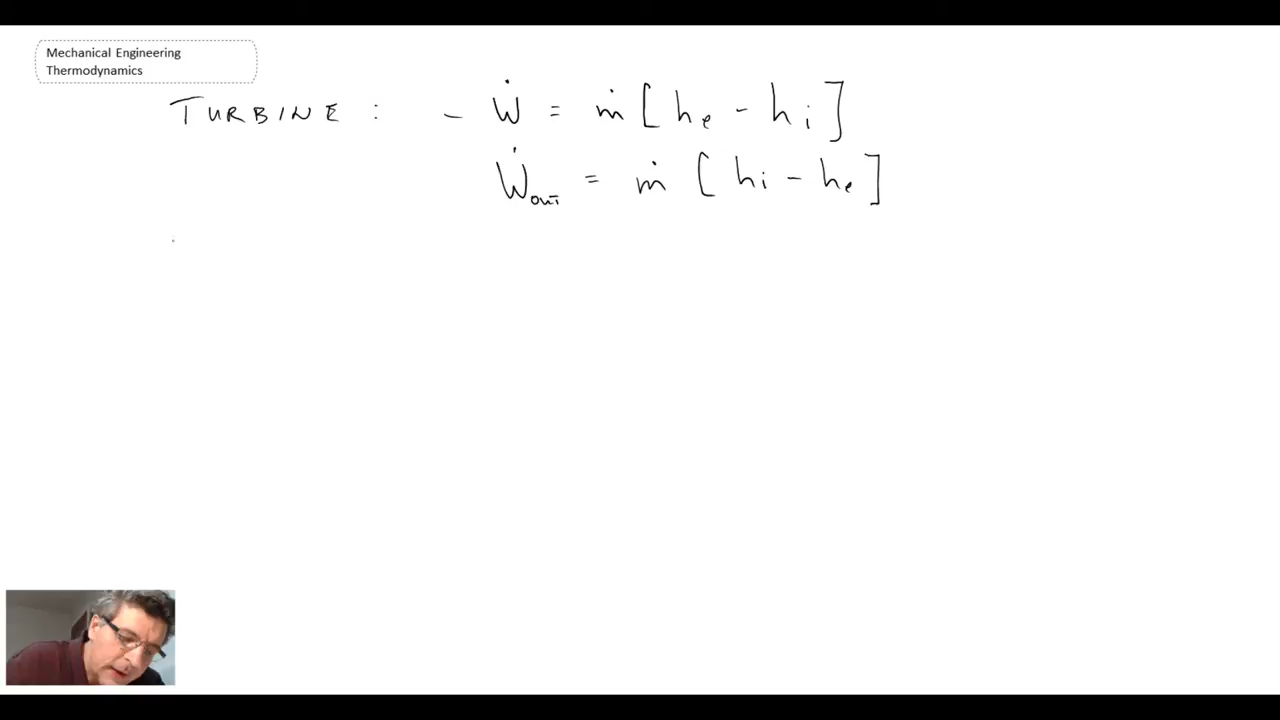 Mechanical Engineering
Thermodynamics
TURBINE : - Ẇ = ṁ [ hₑ - hᵢ ]
Ẇout = ṁ [ hᵢ - hₑ ]